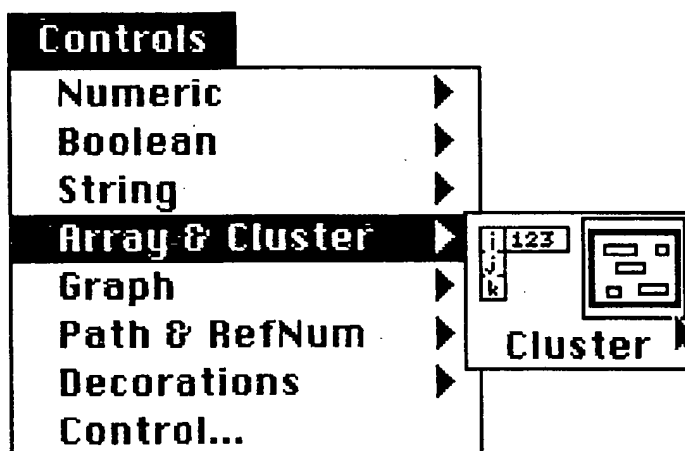 Controls
Numeric
Boolean
String
Array & Cluster
Graph
Path & RefNum
Decorations
Control...
i 123
j
k
Cluster